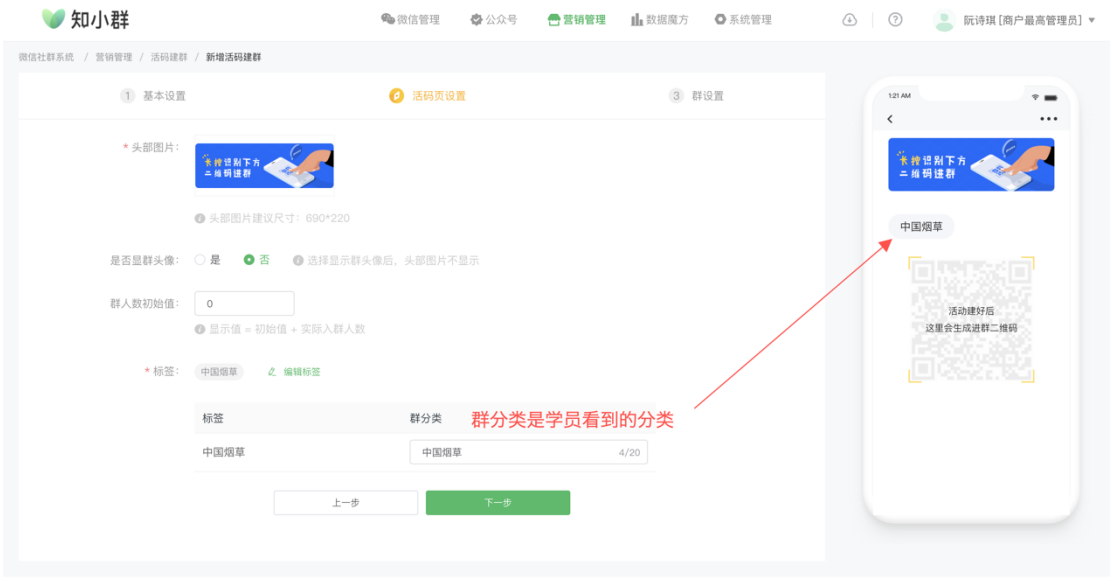 知小群
微信管理 公众号 营销管理 数据魔方 系统管理 阮诗琪 [商户最高管理员]
微信社群系统 / 营销管理 / 活码建群 / 新增活码建群
1 基本设置 活码页设置 3 群设置
* 头部图片:
长按识别下方
二维码进群
头部图片建议尺寸: 690*220
是否显群头像: 是 否 选择显示群头像后, 头部图片不显示
群人数初始值: 0
显示值 = 初始值 + 实际入群人数
* 标签: 中国烟草 编辑标签
标签 群分类 群分类是学员看到的分类
中国烟草 中国烟草 4/20
上一步 下一步
1:21 AM
长按识别下方
二维码进群
中国烟草
活动建好后
这里会生成进群二维码